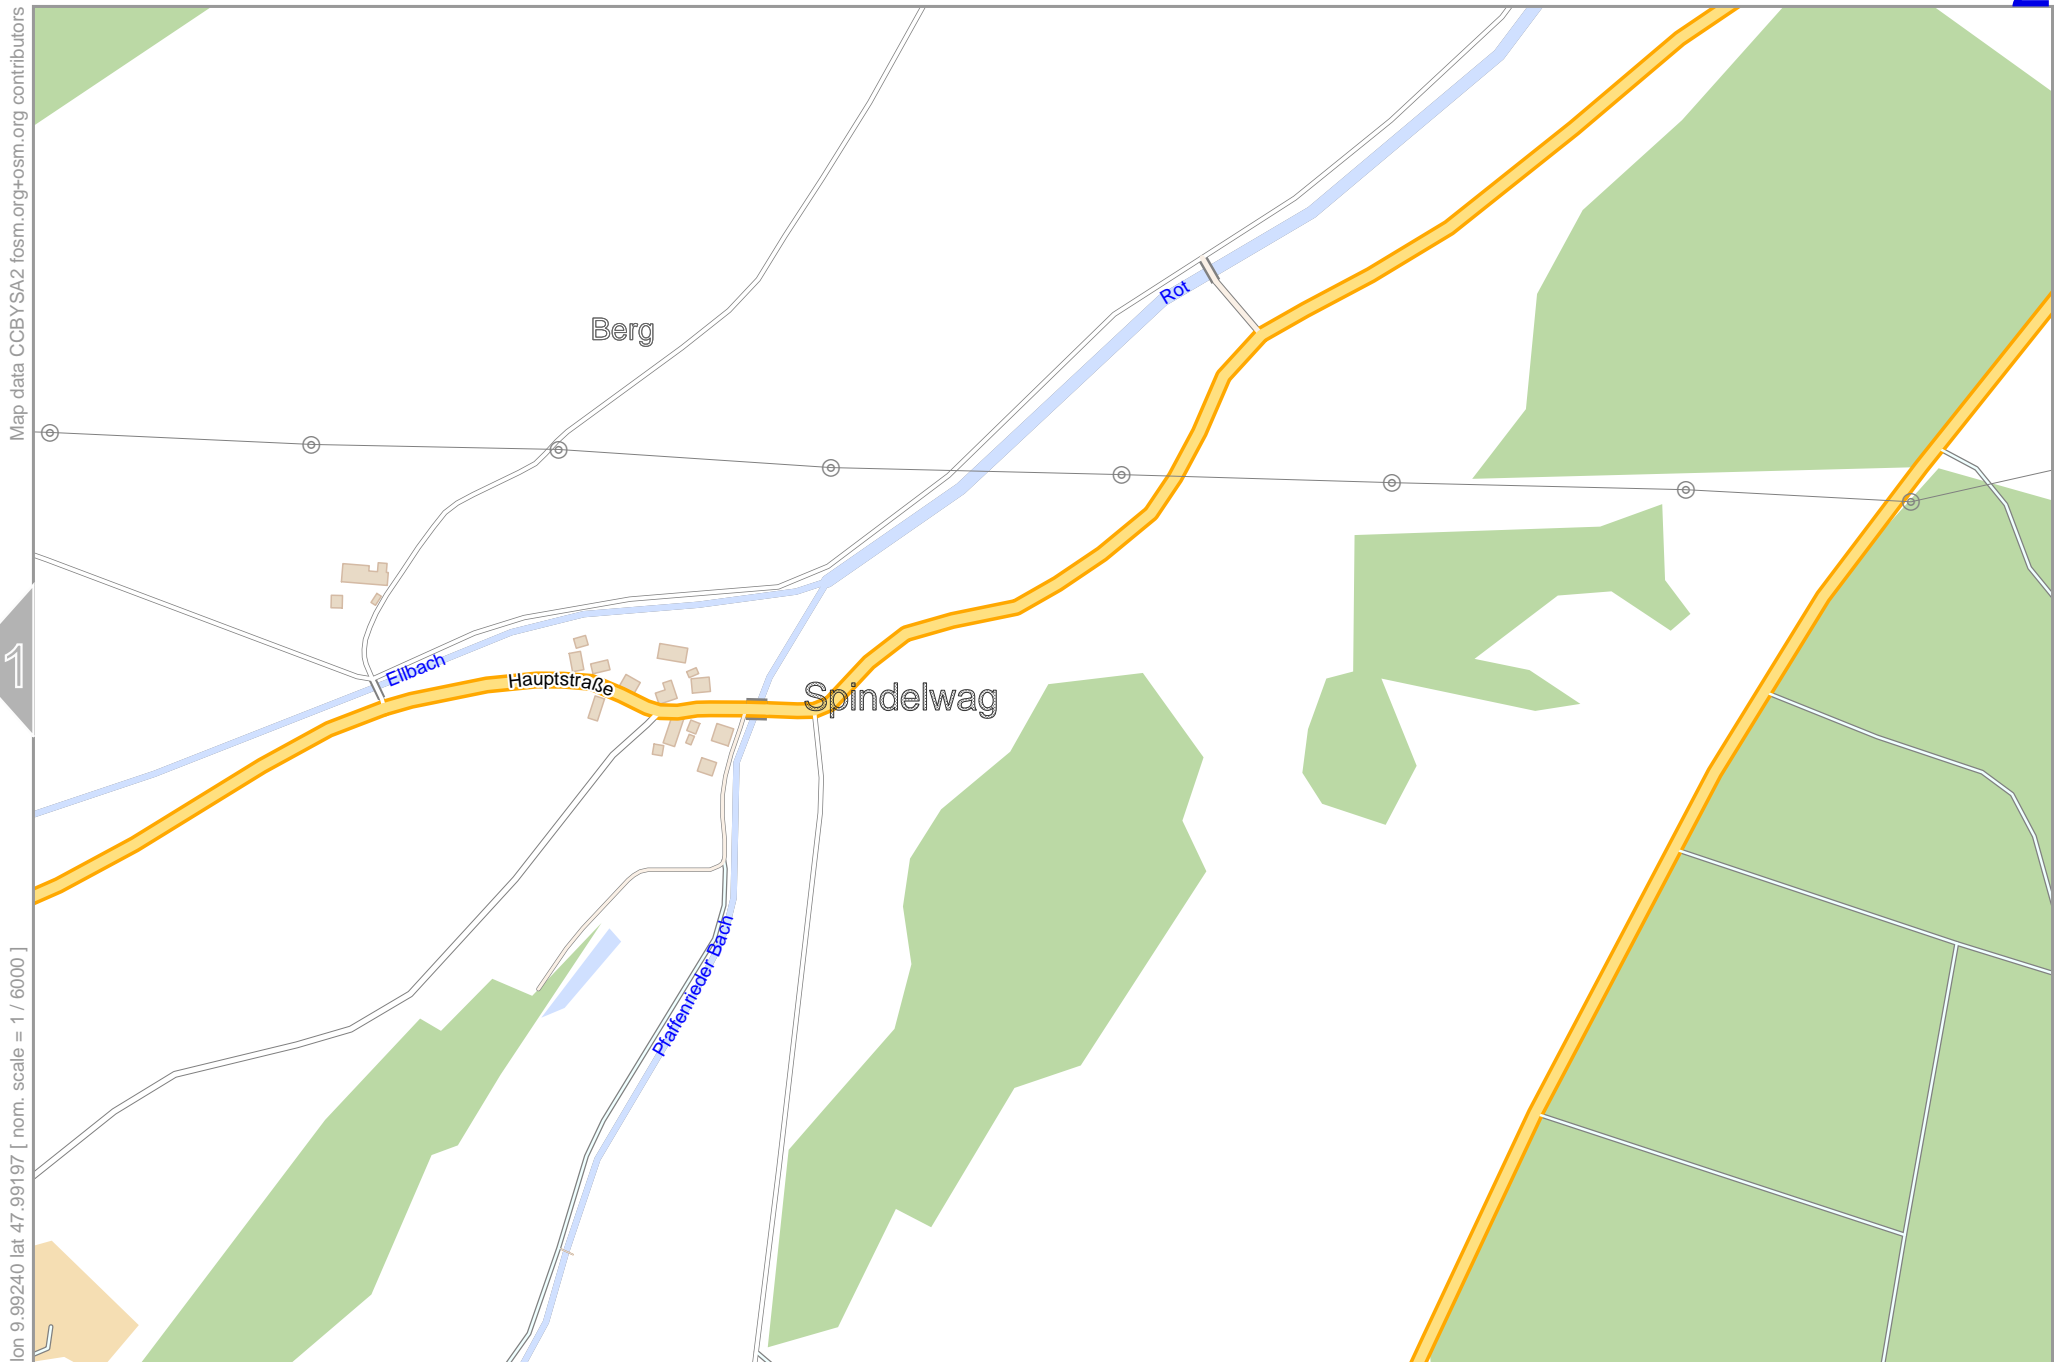 Map data CCBYSA2 fosm.org+osm.org contributors
Rot
Berg
1
Ellbach
Hauptstraße
Spindelwag
Pfaffenrieder Bach
lon 9.99240 lat 47.99197 [ nom. scale = 1 / 6000 ]